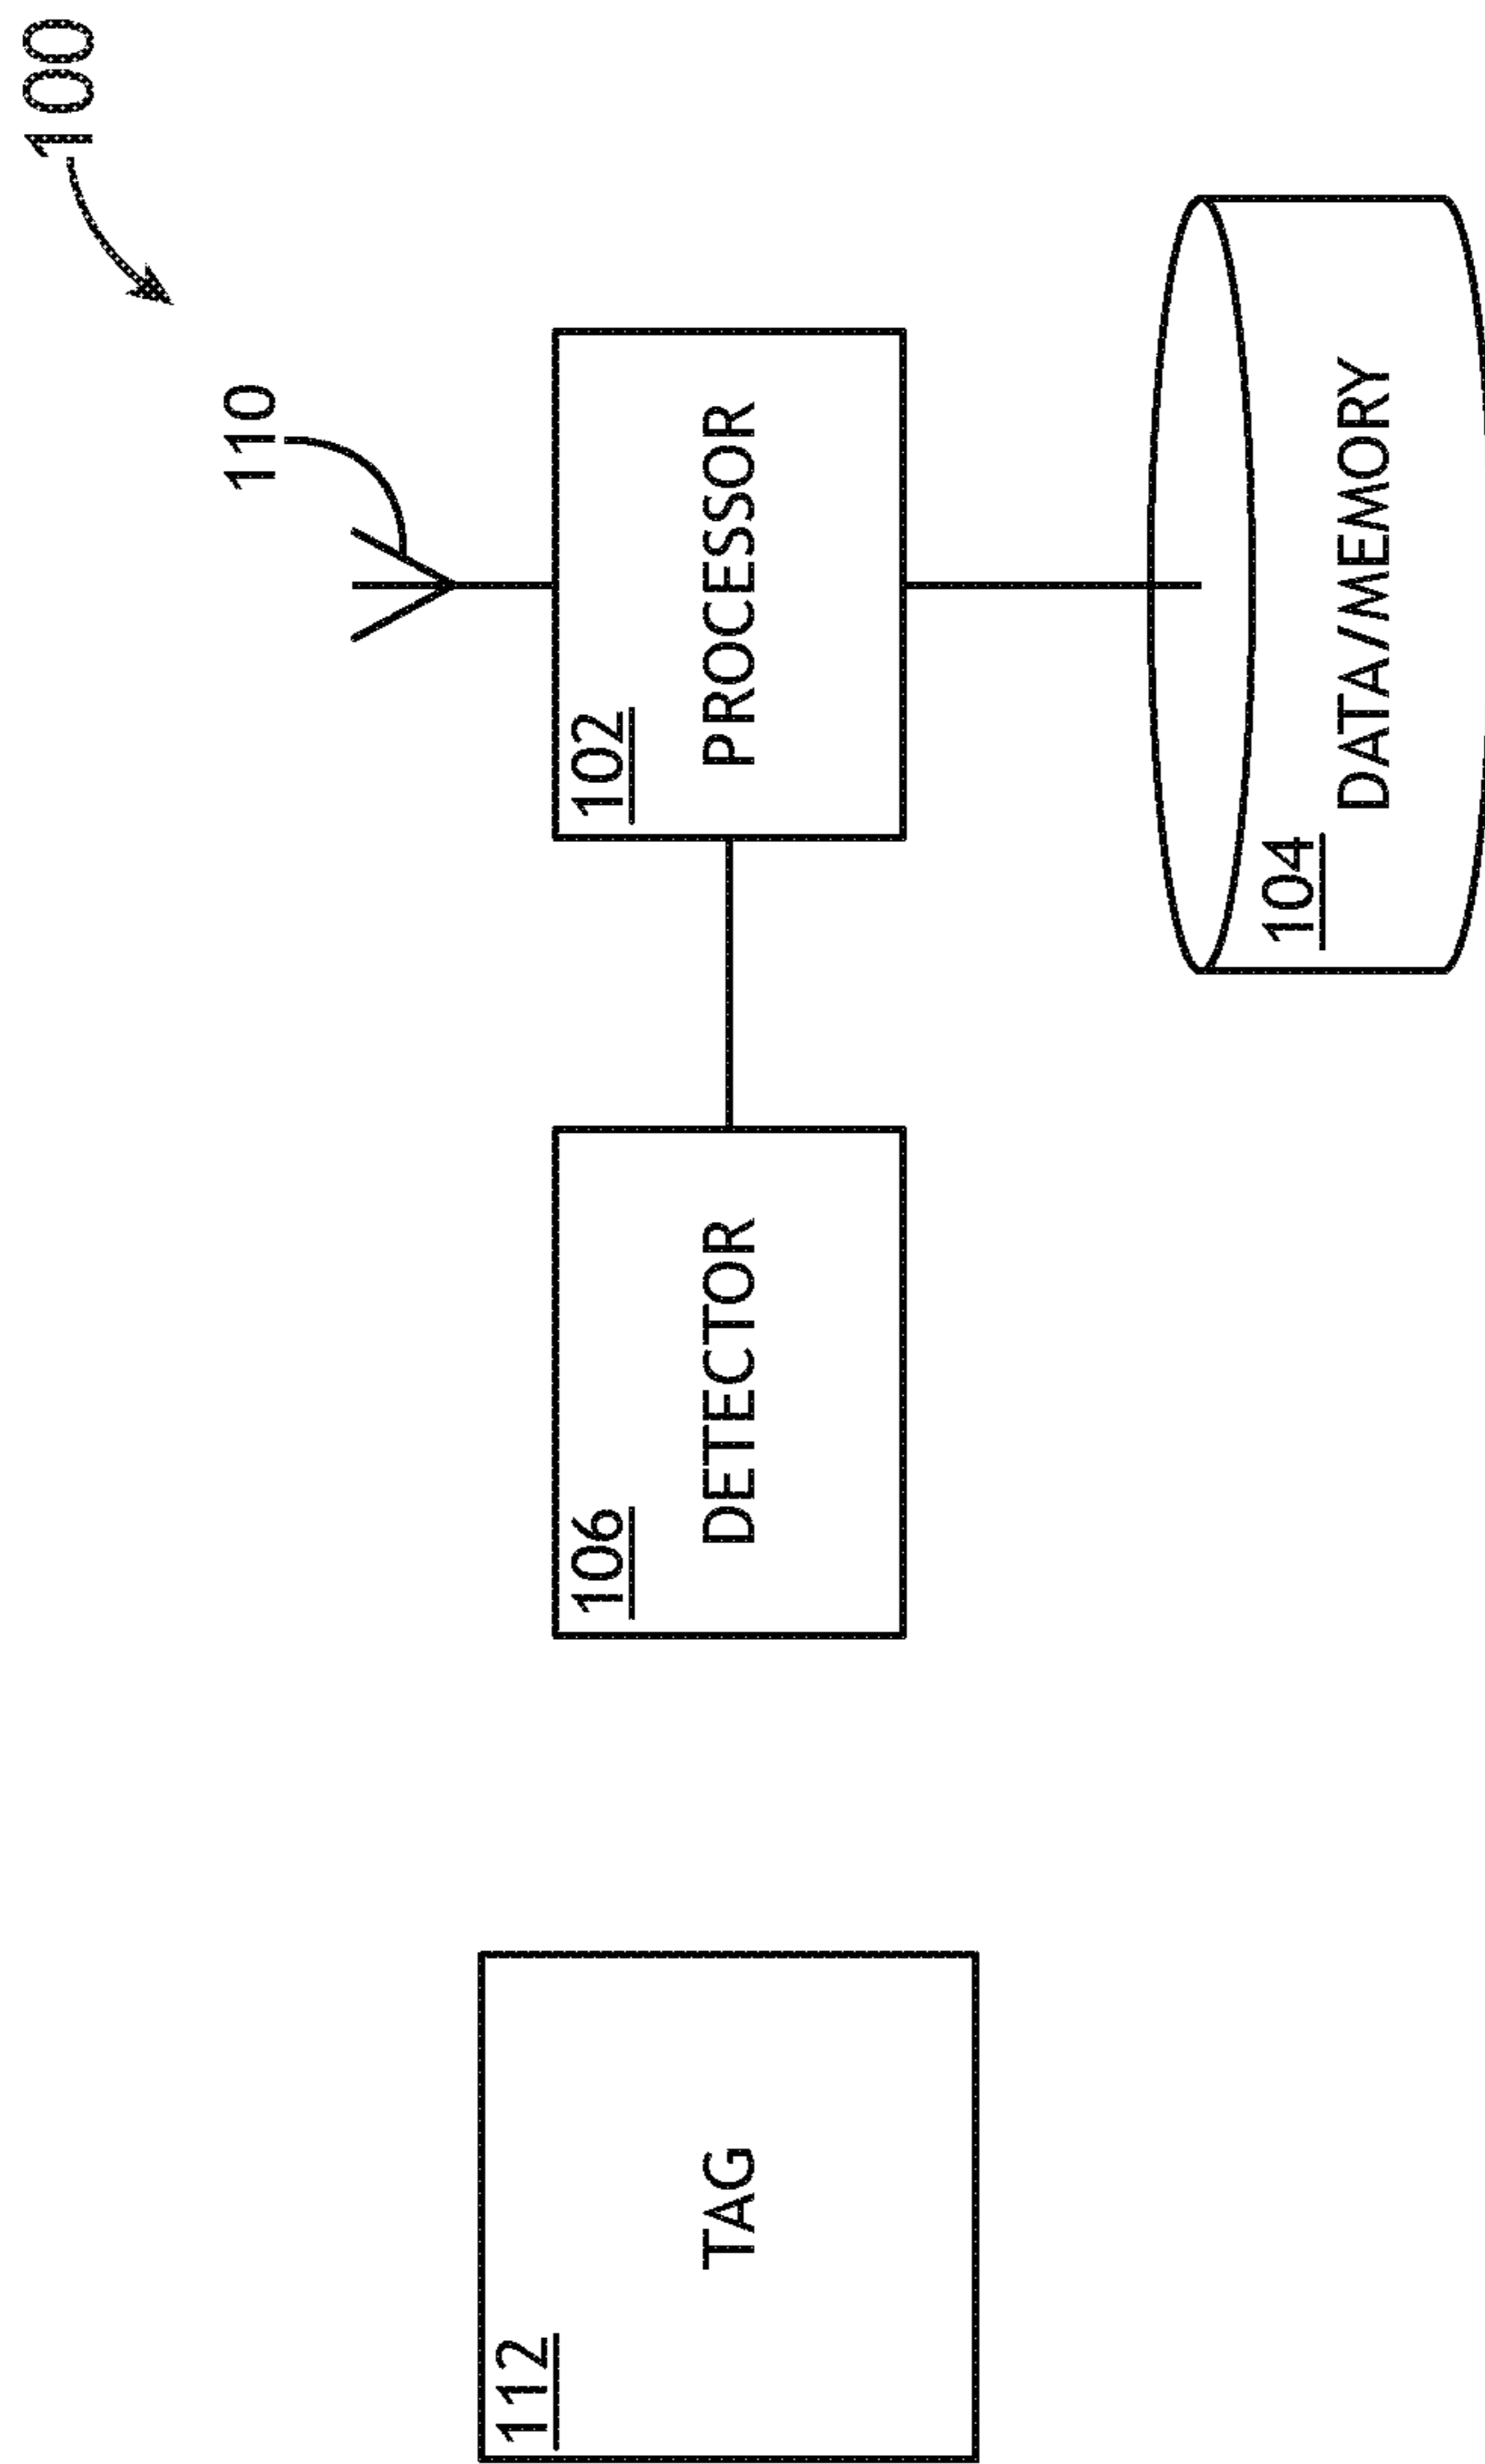 100
110
112
TAG
106
DETECTOR
102
PROCESSOR
104
DATA/MEMORY